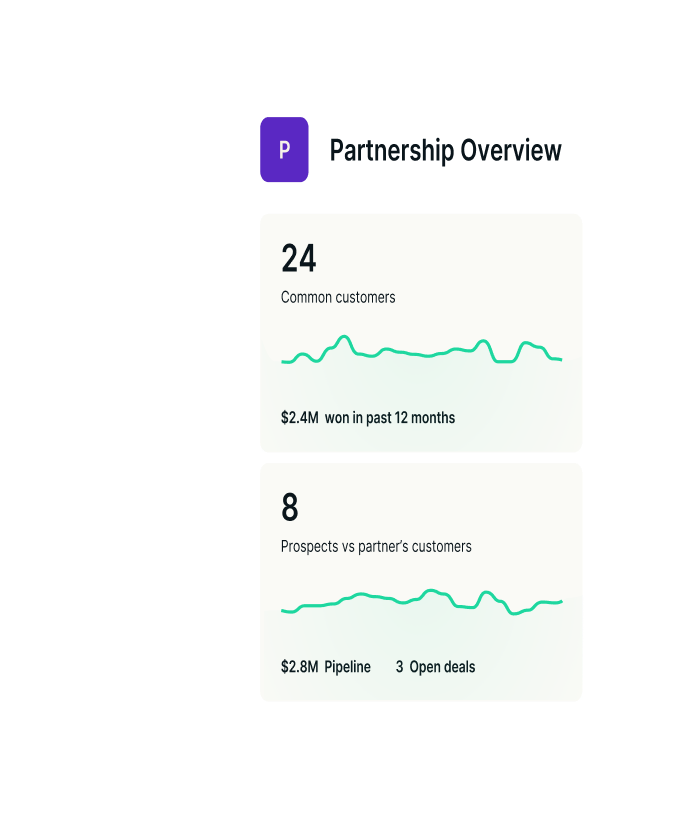 P
Partnership Overview
24
Common customers
$2.4M won in past 12 months
8
Prospects vs partner’s customers
$2.8M Pipeline 3 Open deals